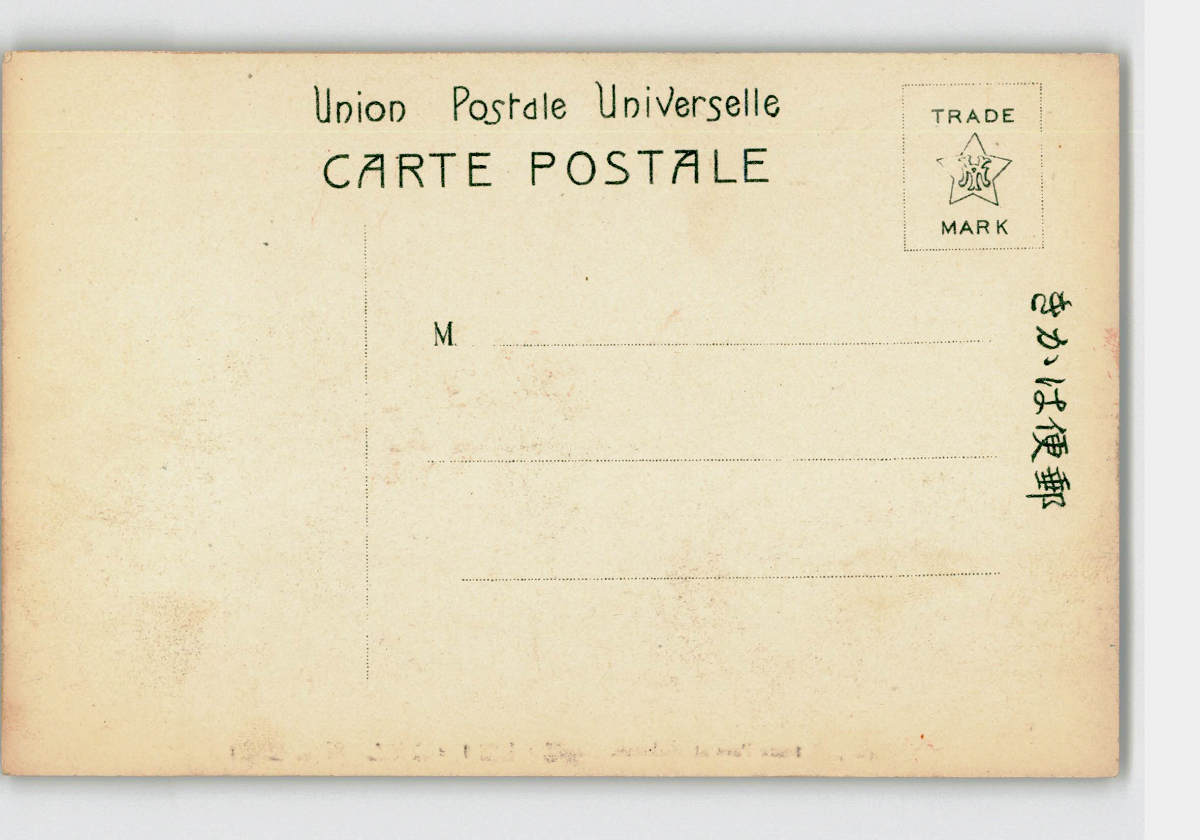 Union Postale Universelle
CARTE POSTALE
TRADE
MARK
M.
きかは便郵